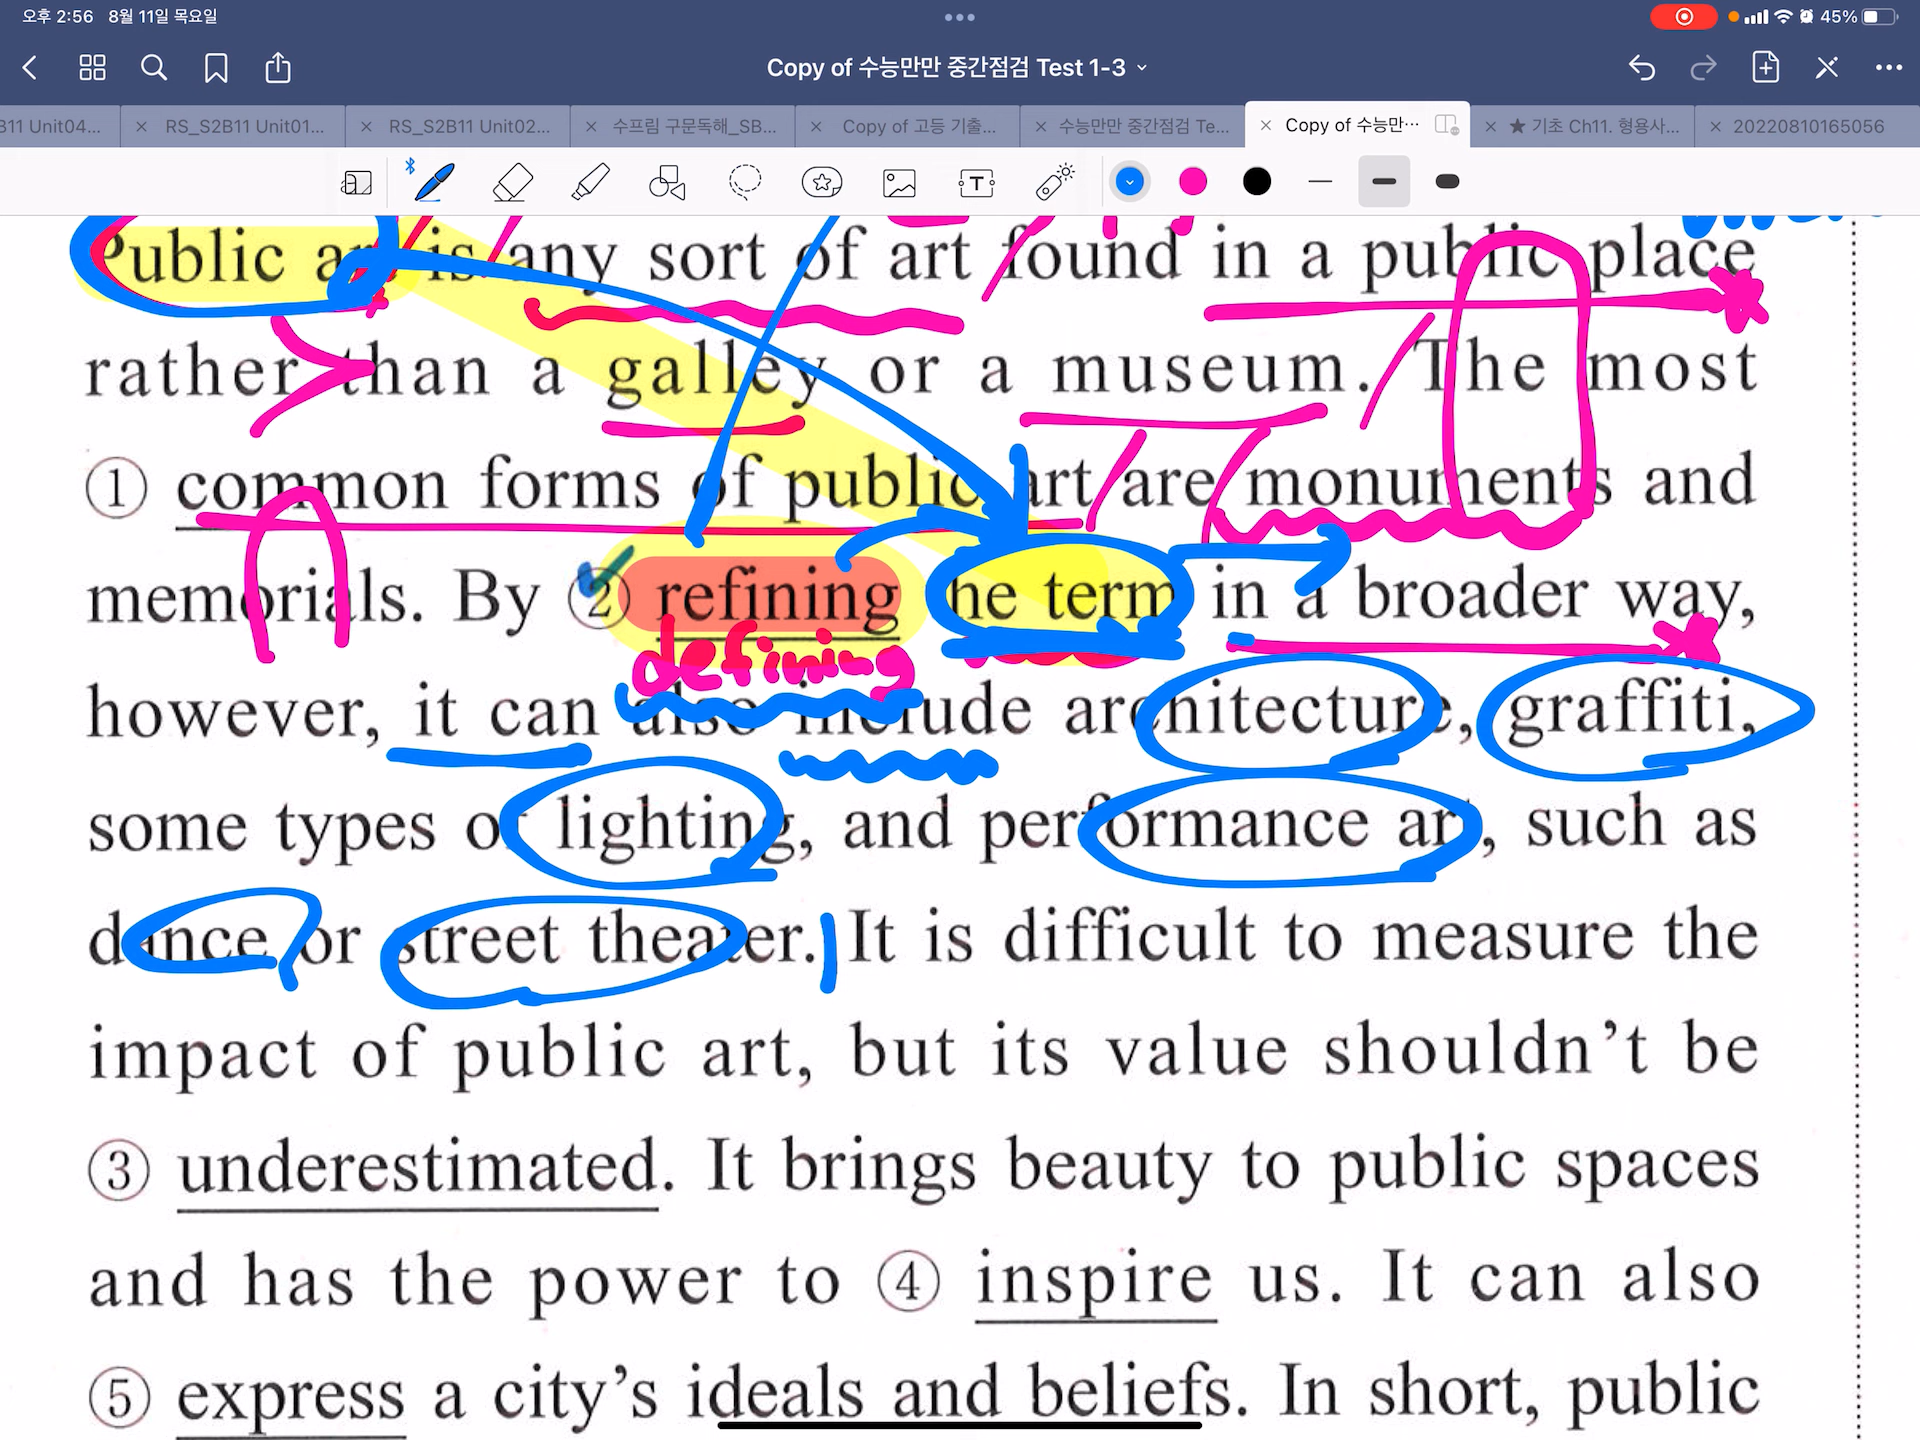 오후 2:56 8월 11일 목요일
45%
Copy of 수능만만 중간점검 Test 1-3
311 Unit04... RS_S2B11 Unit01... RS_S2B11 Unit02... 수프림 구문독해_SB... Copy of 고등 기출... 수능만만 중간점검 Te... Copy of 수능만··· ★ 기초 Ch11. 형용사... 20220810165056
Public art is any sort of art found in a public place
rather than a galley or a museum. The most
① common forms of public art are monuments and
memorials. By ② refining the term in a broader way,
defining
however, it can also include architecture, graffiti,
some types of lighting, and performance art, such as
dance or street theater. It is difficult to measure the
impact of public art, but its value shouldn’t be
③ underestimated. It brings beauty to public spaces
and has the power to ④ inspire us. It can also
⑤ express a city’s ideals and beliefs. In short, public